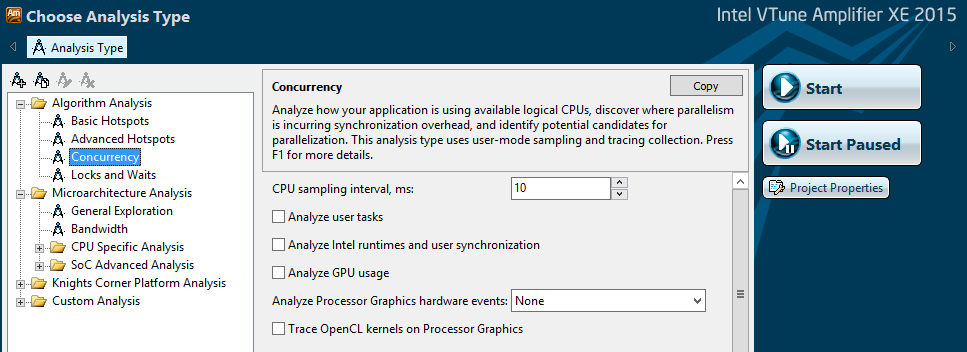 Choose Analysis Type
Intel VTune Amplifier XE 2015
Analysis Type
Algorithm Analysis
Basic Hotspots
Advanced Hotspots
Concurrency
Locks and Waits
Microarchitecture Analysis
General Exploration
Bandwidth
CPU Specific Analysis
SoC Advanced Analysis
Knights Corner Platform Analysis
Custom Analysis
Concurrency
Copy
Analyze how your application is using available logical CPUs, discover where parallelism
is incurring synchronization overhead, and identify potential candidates for
parallelization. This analysis type uses user-mode sampling and tracing collection. Press
F1 for more details.
CPU sampling interval, ms: 10
Analyze user tasks
Analyze Intel runtimes and user synchronization
Analyze GPU usage
Analyze Processor Graphics hardware events: None
Trace OpenCL kernels on Processor Graphics
Start
Start Paused
Project Properties